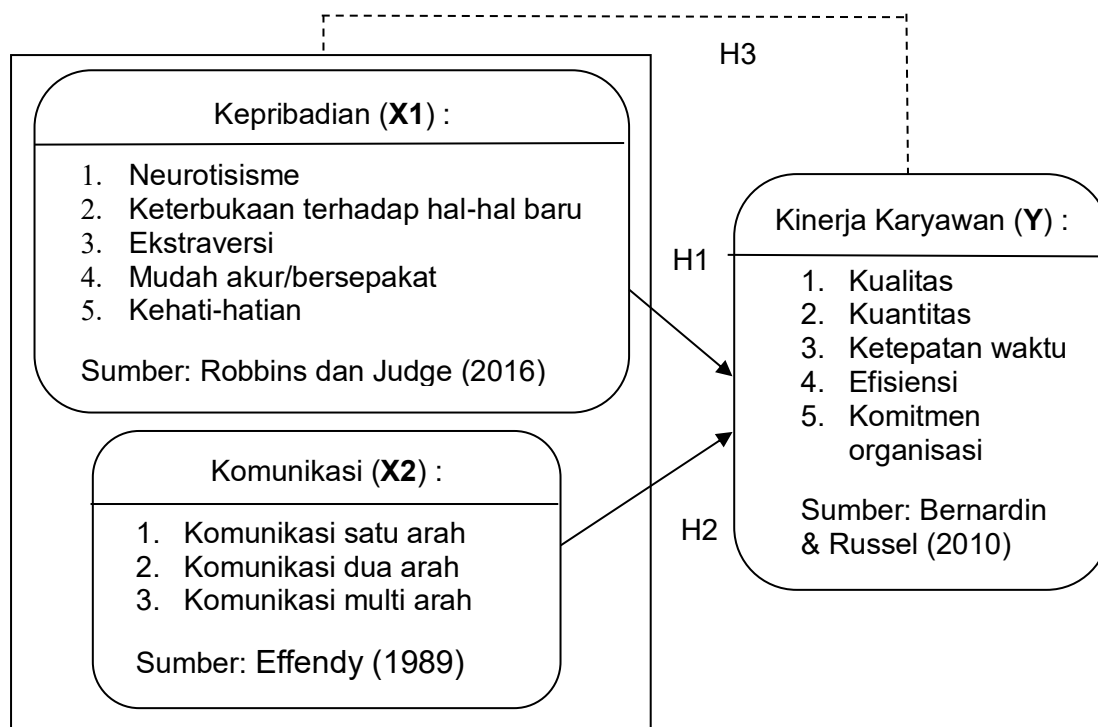 H3
Kepribadian (X1) :
1. Neurotisisme
2. Keterbukaan terhadap hal-hal baru
3. Ekstraversi
4. Mudah akur/bersepakat
5. Kehati-hatian
Sumber: Robbins dan Judge (2016)
H1
Komunikasi (X2) :
1. Komunikasi satu arah
2. Komunikasi dua arah
3. Komunikasi multi arah
Sumber: Effendy (1989)
H2
Kinerja Karyawan (Y) :
1. Kualitas
2. Kuantitas
3. Ketepatan waktu
4. Efisiensi
5. Komitmen
organisasi
Sumber: Bernardin
& Russel (2010)